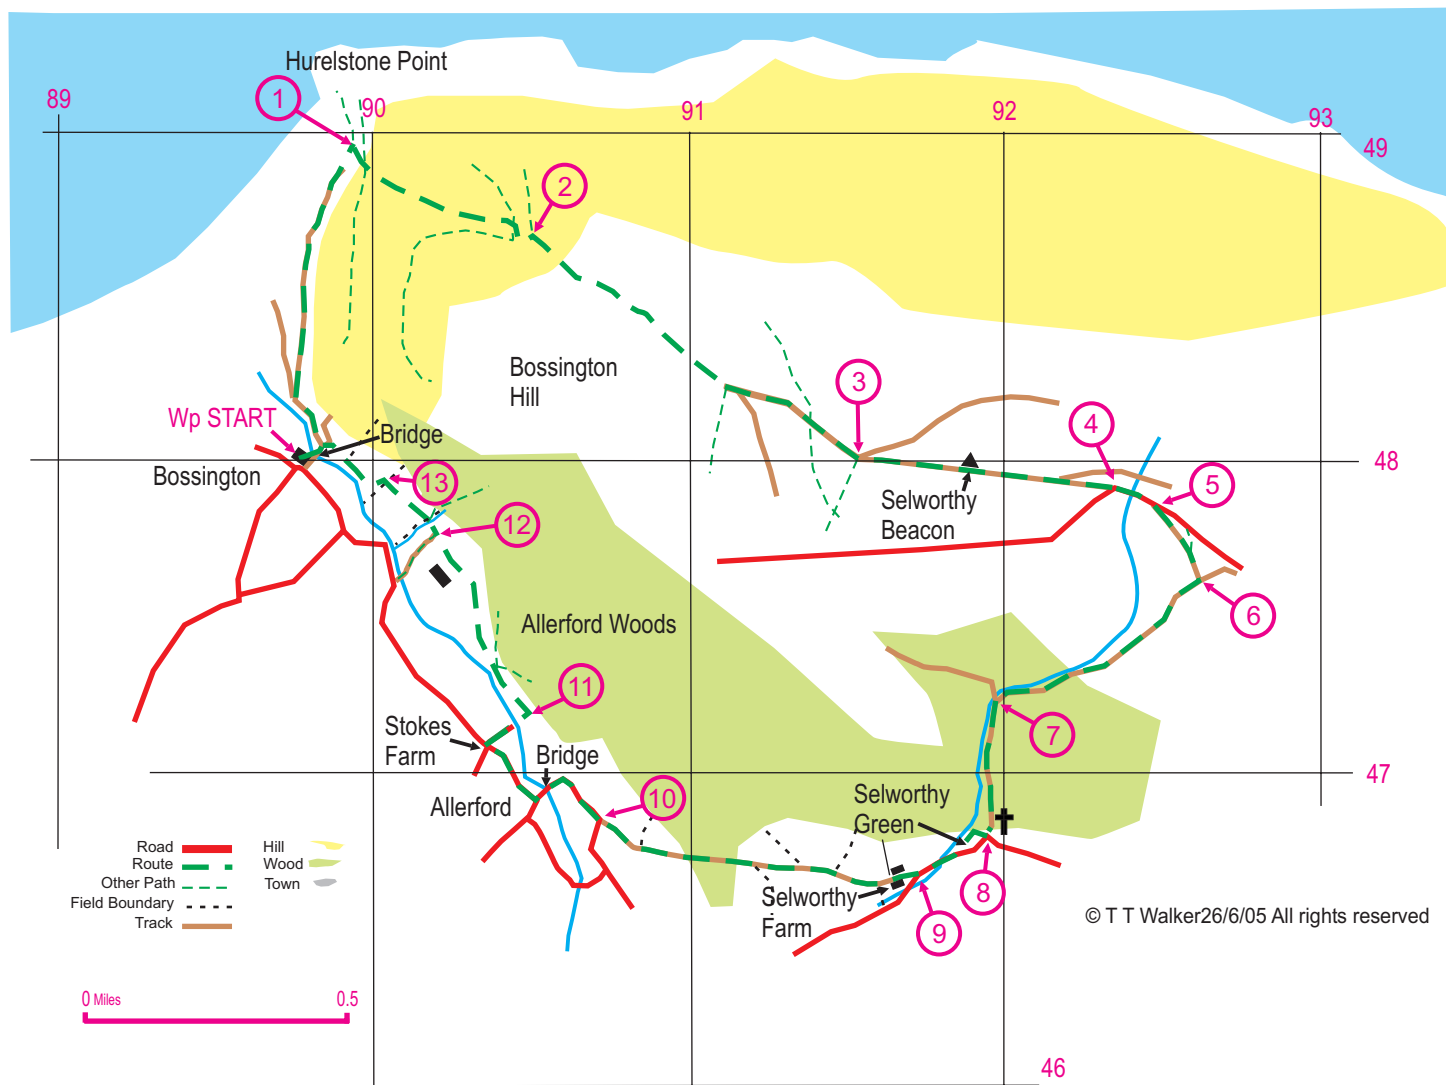 Hurelstone Point
89
1
90
91
92
93
49
2
Bossington
Hill
3
4
Wp START
Bridge
Bossington
13
48
5
Selworthy
Beacon
12
6
Allerford Woods
11
7
Stokes
Farm
Bridge
47
10
Allerford
Selworthy
Green
Road
Route
Other Path
Field Boundary
Track
Hill
Wood
Town
Selworthy
Farm
8
9
© T T Walker26/6/05 All rights reserved
0 Miles
0.5
46